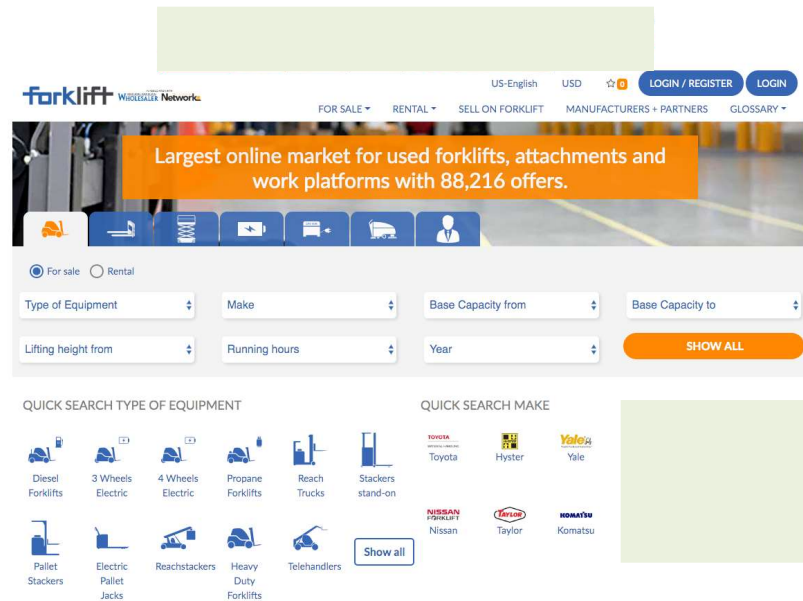 US-English USD 0 LOGIN / REGISTER LOGIN
forklift WHOLESALER Network
FOR SALE RENTAL SELL ON FORKLIFT MANUFACTURERS + PARTNERS GLOSSARY
Largest online market for used forklifts, attachments and
work platforms with 88,216 offers.
For sale Rental
Type of Equipment Make Base Capacity from Base Capacity to
Lifting height from Running hours Year SHOW ALL
QUICK SEARCH TYPE OF EQUIPMENT
Diesel Forklifts
3 Wheels Electric
4 Wheels Electric
Propane Forklifts
Reach Trucks
Stackers stand-on
Pallet Stackers
Electric Pallet Jacks
Reachstackers
Heavy Duty Forklifts
Telehandlers
Show all
QUICK SEARCH MAKE
TOYOTA
Toyota
Hyster
Yale
Yale
NISSAN
FORKLIFT
Nissan
TAYLOR
Taylor
KOMATSU
Komatsu